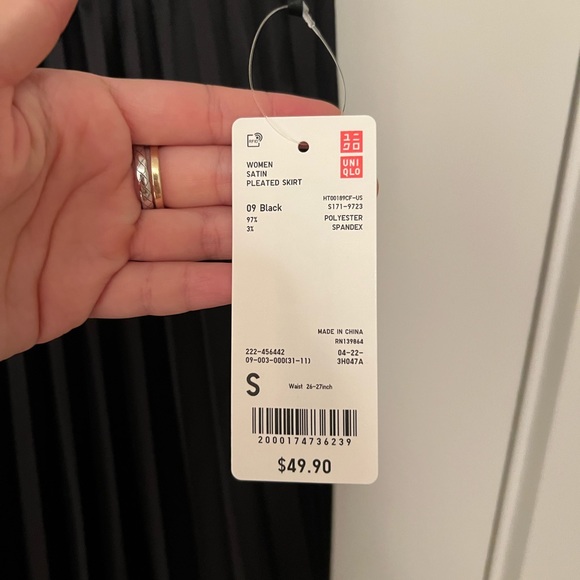 RFID
ユニ
クロ
UNI
QLO
WOMEN
SATIN
PLEATED SKIRT
HT00189CF-US
09 Black S171-9723
97% POLYESTER
3% SPANDEX
MADE IN CHINA
RN139864
222-456442 04-22-
09-003-000(31-11) 3H047A
S Waist 26-27inch
2000174736239
$49.90